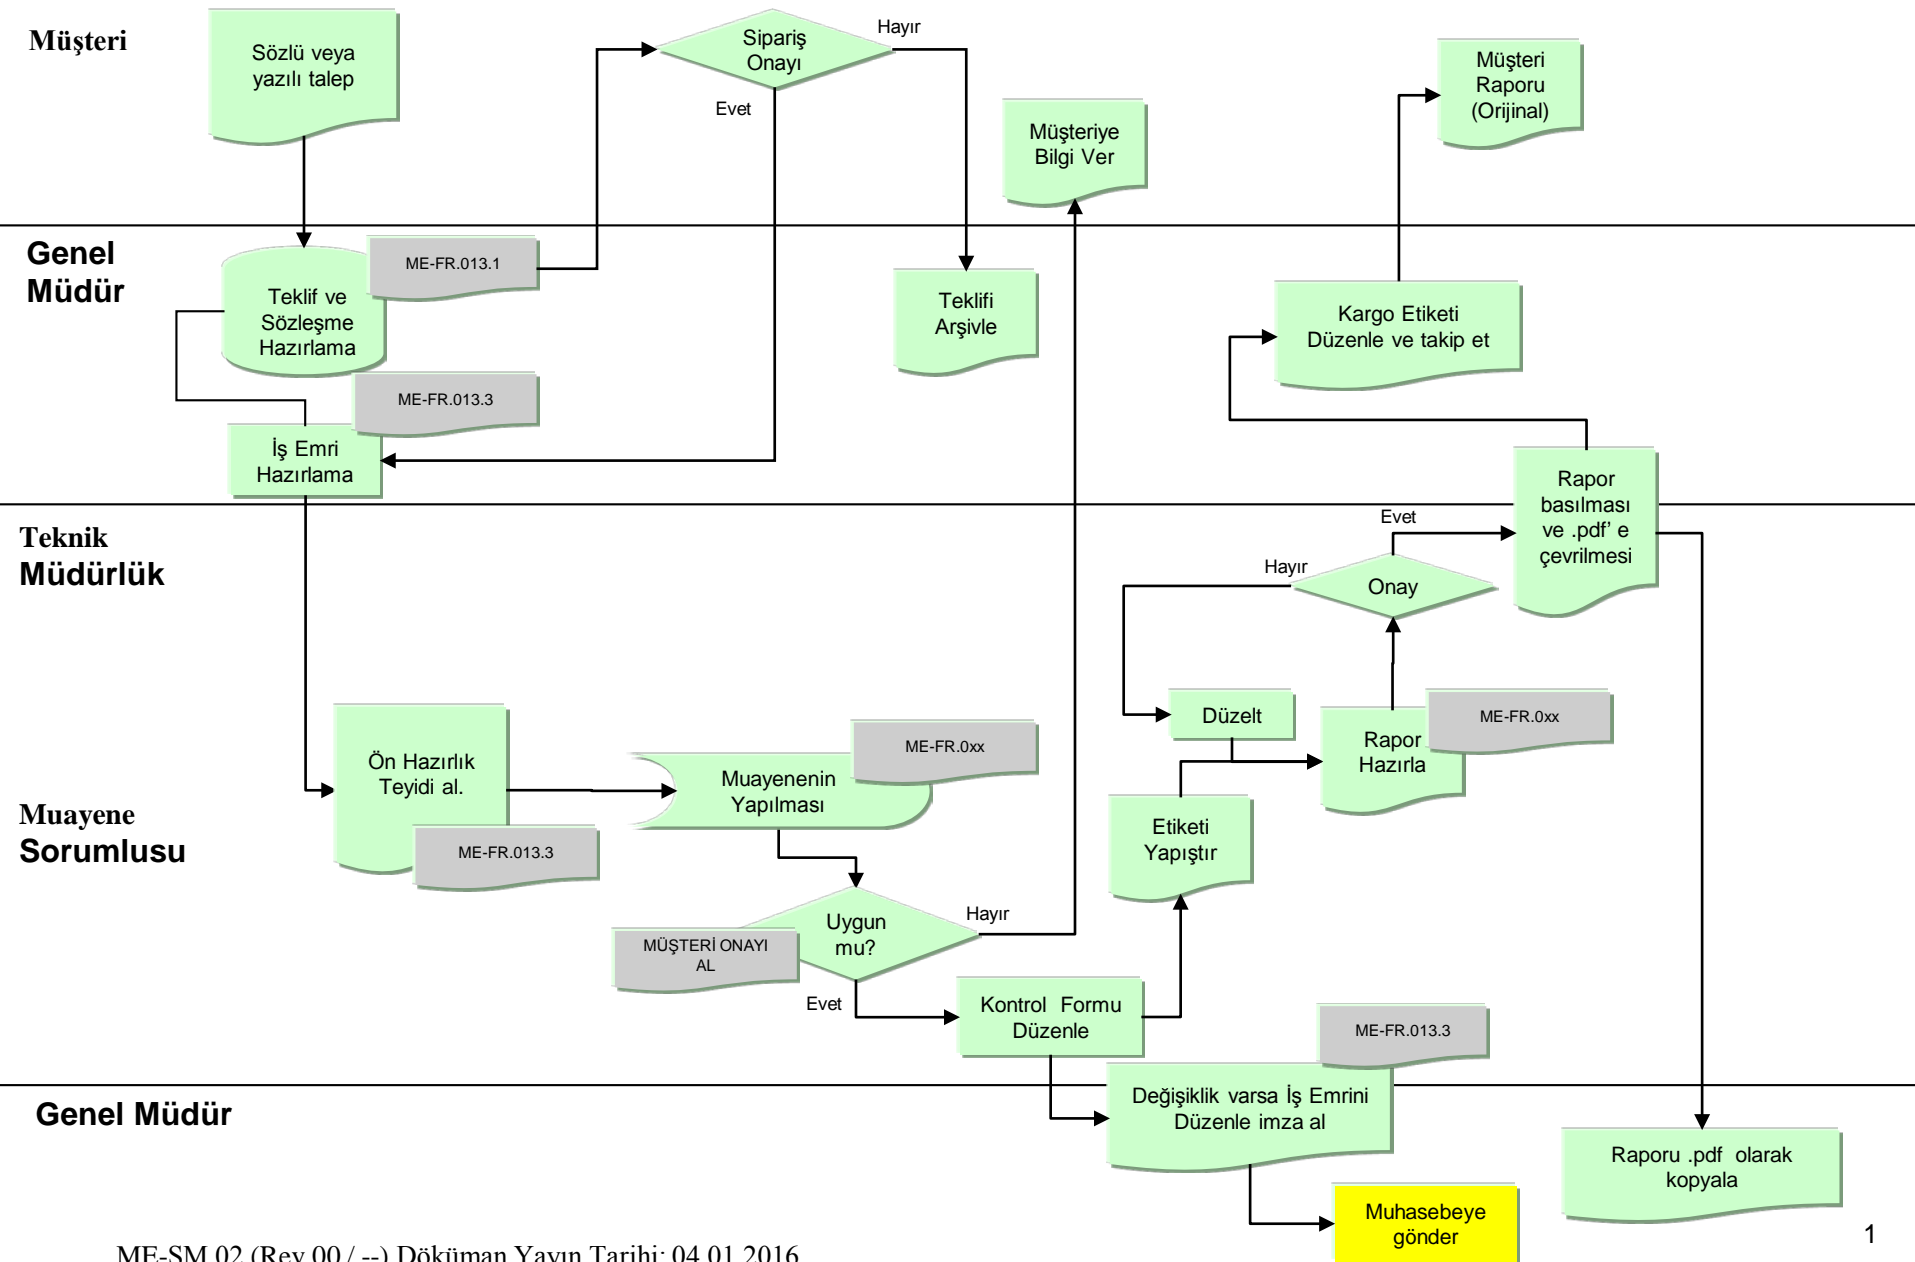 Müşteri
Sözlü veya
yazılı talep
Sipariş
Onayı
Hayır
Evet
Müşteriye
Bilgi Ver
Müşteri
Raporu
(Orijinal)
Genel
Müdür
ME-FR.013.1
Teklif ve
Sözleşme
Hazırlama
Teklifi
Arşivle
Kargo Etiketi
Düzenle ve takip et
ME-FR.013.3
İş Emri
Hazırlama
Rapor
basılması
ve .pdf' e
çevrilmesi
Teknik
Müdürlük
Evet
Hayır
Onay
Düzelt
Rapor
Hazırla
ME-FR.0xx
Ön Hazırlık
Teyidi al.
ME-FR.013.3
Muayenenin
Yapılması
ME-FR.0xx
Muayene
Sorumlusu
Etiketi
Yapıştır
Uygun
mu?
Hayır
MÜŞTERİ ONAYI
AL
Evet
Kontrol Formu
Düzenle
ME-FR.013.3
Genel Müdür
Değişiklik varsa İş Emrini
Düzenle imza al
Raporu .pdf olarak
kopyala
Muhasebeye
gönder
1
ME-SM.02 (Rev.00 / --) Döküman Yayın Tarihi: 04.01.2016